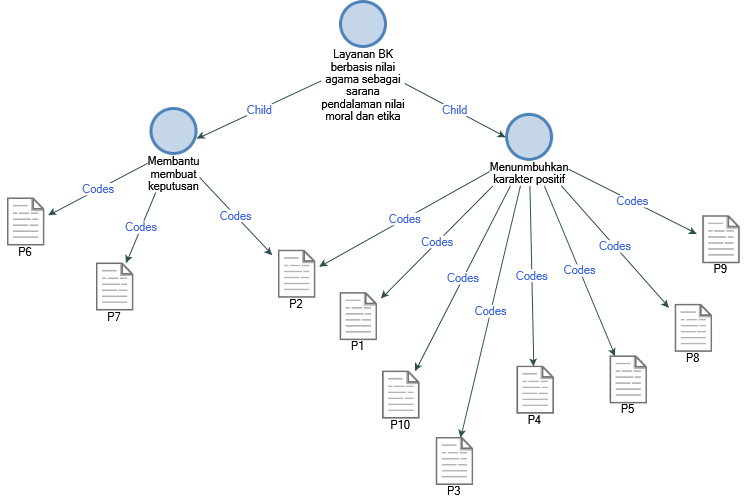 Layanan BK
berbasis nilai
agama sebagai
sarana
pendalaman nilai
moral dan etika
Child
Child
Membantu
membuat
keputusan
Menunmbuhkan
karakter positif
Codes
Codes
Codes
Codes
Codes
Codes
Codes
Codes
Codes
Codes
Codes
P6
P7
P2
P1
P10
P3
P4
P5
P8
P9